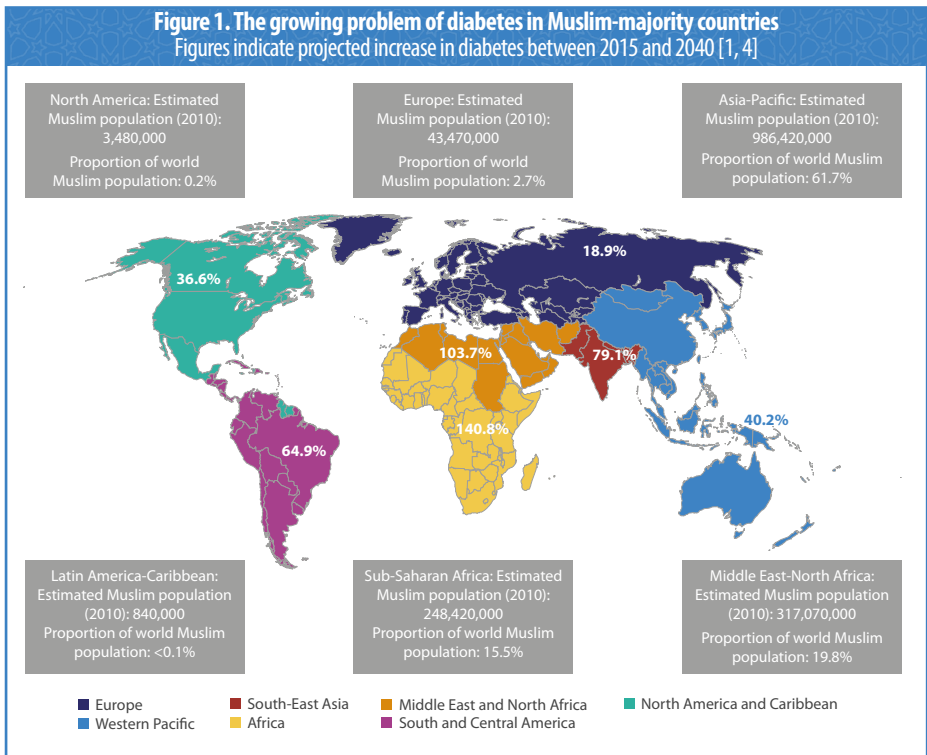 Figure 1. The growing problem of diabetes in Muslim-majority countries
Figures indicate projected increase in diabetes between 2015 and 2040 [1, 4]
North America: Estimated
Muslim population (2010):
3,480,000
Proportion of world
Muslim population: 0.2%
Europe: Estimated
Muslim population (2010):
43,470,000
Proportion of world
Muslim population: 2.7%
Asia-Pacific: Estimated
Muslim population (2010):
986,420,000
Proportion of world Muslim
population: 61.7%
18.9%
36.6%
103.7%
79.1%
40.2%
140.8%
64.9%
Latin America-Caribbean:
Estimated Muslim population
(2010): 840,000
Proportion of world Muslim
population: <0.1%
Sub-Saharan Africa: Estimated
Muslim population (2010):
248,420,000
Proportion of world Muslim
population: 15.5%
Middle East-North Africa:
Estimated Muslim population
(2010): 317,070,000
Proportion of world Muslim
population: 19.8%
Europe
South-East Asia
Middle East and North Africa
North America and Caribbean
Western Pacific
Africa
South and Central America